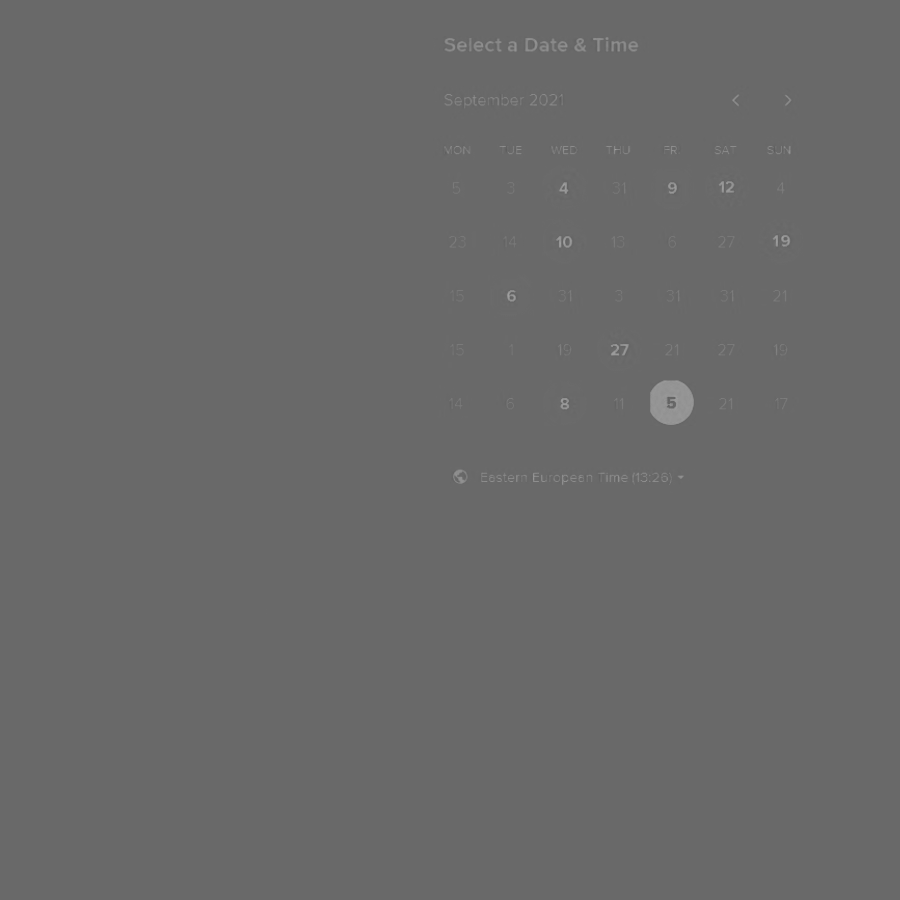 Select a Date & Time
September 2021
MON TUE WED THU FRI SAT SUN
5 3 4 31 9 12 4
23 14 10 13 6 27 19
15 6 31 3 31 31 21
15 1 19 27 21 27 19
14 6 8 11 5 21 17
Eastern European Time (13:26)